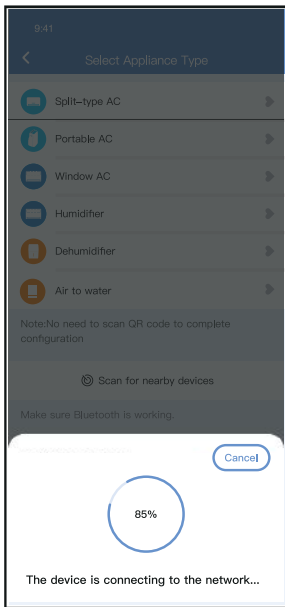 9:41
Select Appliance Type
Split-type AC
Portable AC
Window AC
Humidifier
Dehumidifier
Air to water
Note:No need to scan QR code to complete
configuration
Scan for nearby devices
Make sure Bluetooth is working.
Cancel
85%
The device is connecting to the network...